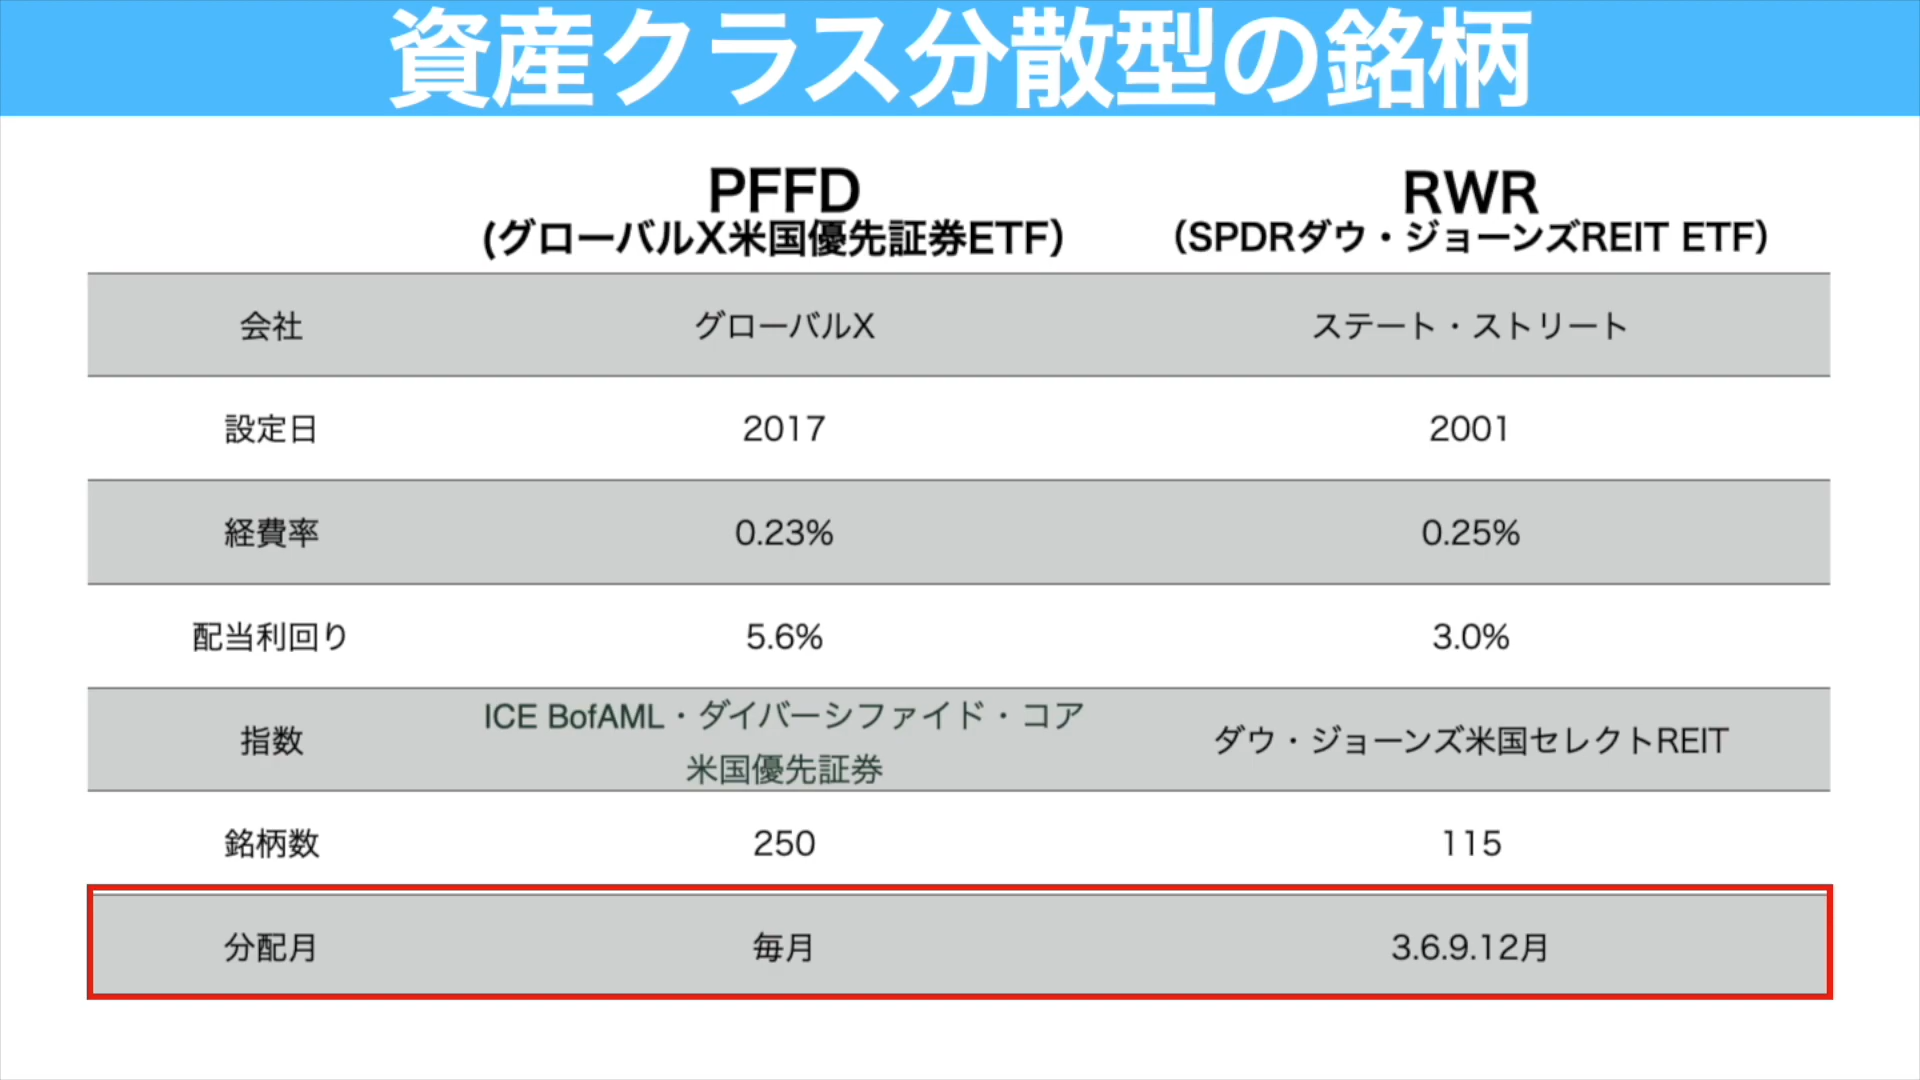 資産クラス分散型の銘柄
PFFD
(グローバルX米国優先証券ETF）
RWR
（SPDRダウ・ジョーンズREIT ETF）
会社
グローバルX
ステート・ストリート
設定日
2017
2001
経費率
0.23%
0.25%
配当利回り
5.6%
3.0%
指数
ICE BofAML・ダイバーシファイド・コア
米国優先証券
ダウ・ジョーンズ米国セレクトREIT
銘柄数
250
115
分配月
毎月
3.6.9.12月